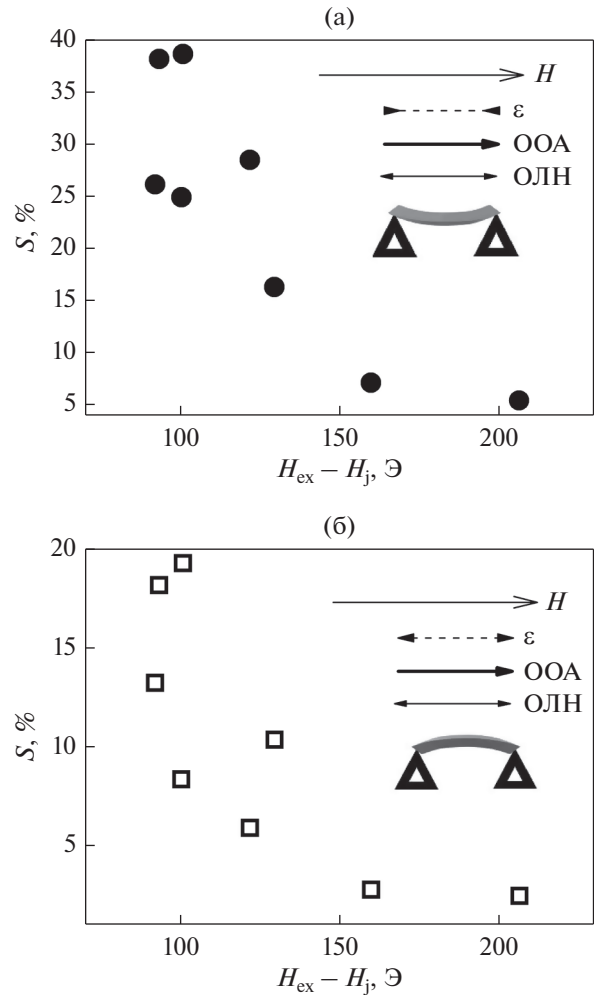 (а)
40
35
30
25
20
15
10
5
S, %
H
ε
ООА
ОЛН
100
150
200
H_ex – H_j, Э
(б)
20
15
10
5
S, %
H
ε
ООА
ОЛН
100
150
200
H_ex – H_j, Э